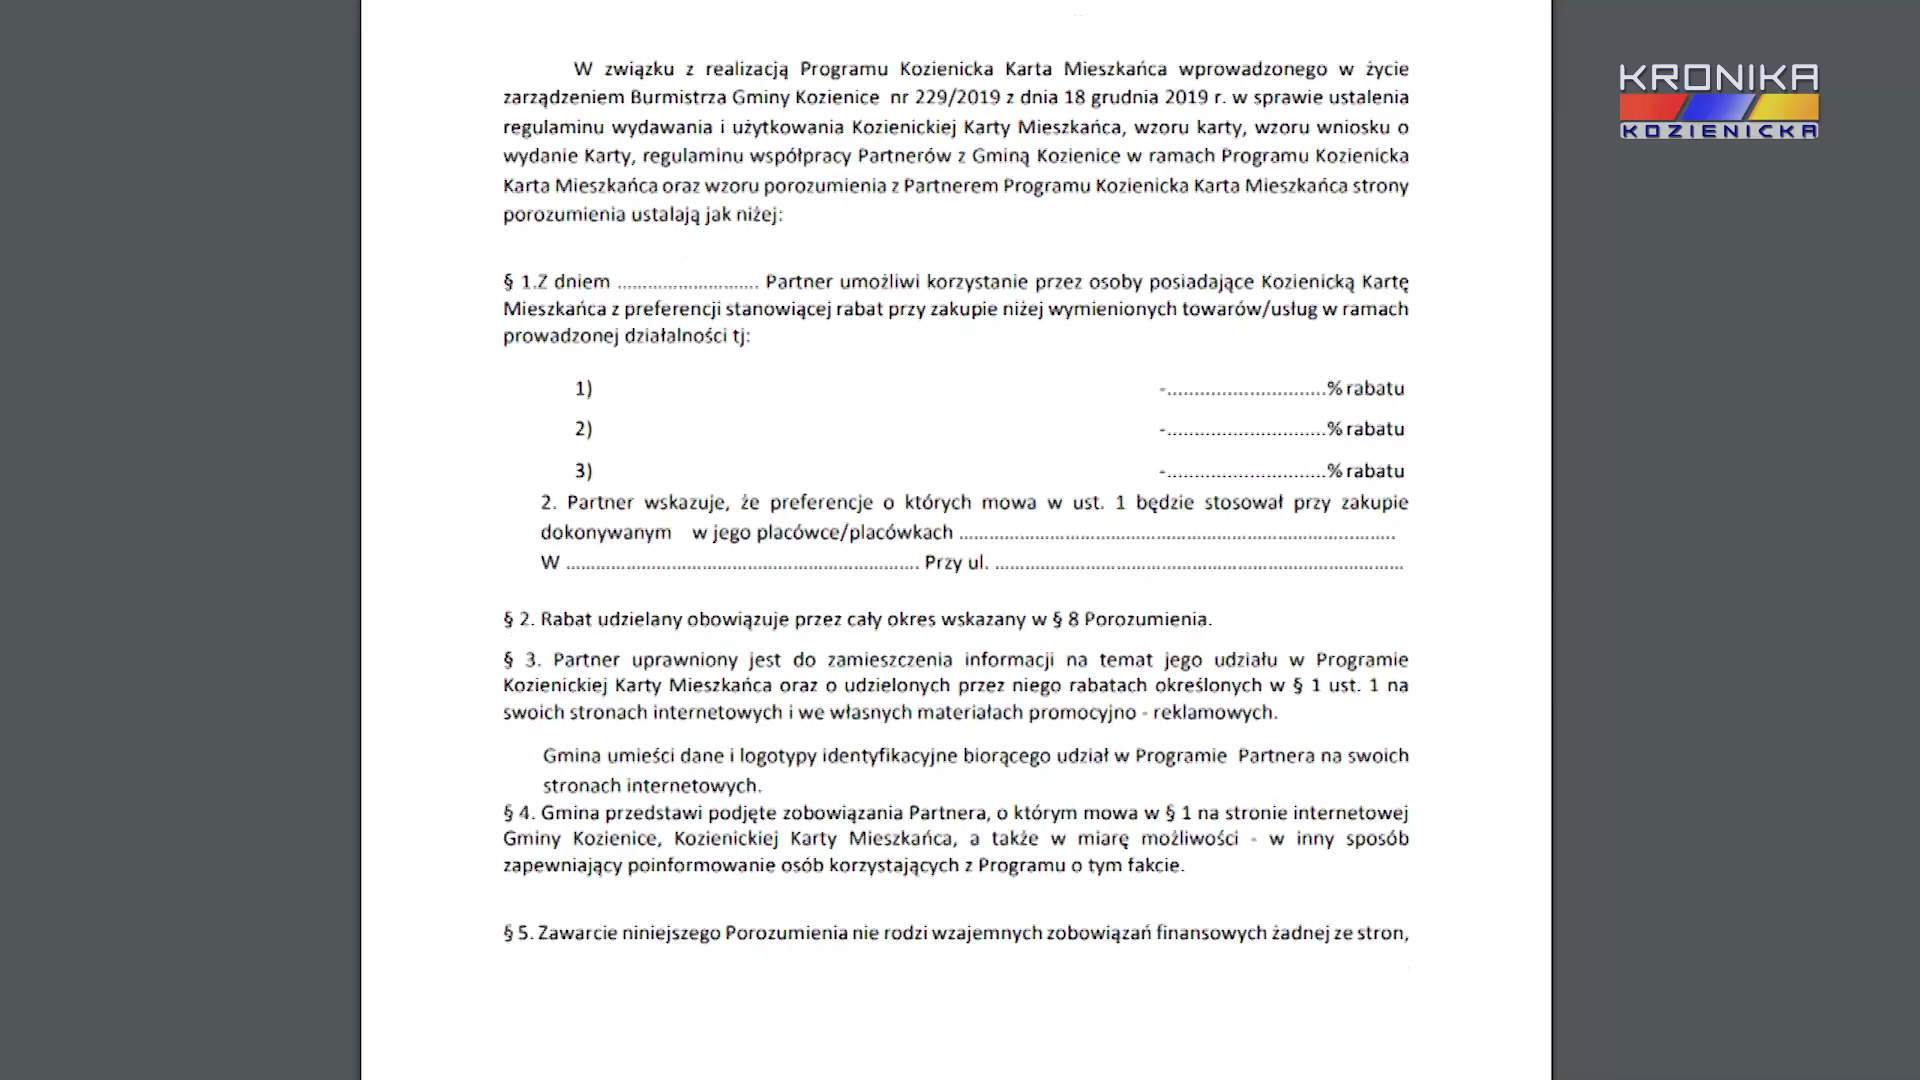 KRONIKA
KOZIENICKA
W związku z realizacją Programu Kozienicka Karta Mieszkańca wprowadzonego w życie
zarządzeniem Burmistrza Gminy Kozienice nr 229/2019 z dnia 18 grudnia 2019 r. w sprawie ustalenia
regulaminu wydawania i użytkowania Kozienickiej Karty Mieszkańca, wzoru karty, wzoru wniosku o
wydanie Karty, regulaminu współpracy Partnerów z Gminą Kozienice w ramach Programu Kozienicka
Karta Mieszkańca oraz wzoru porozumienia z Partnerem Programu Kozienicka Karta Mieszkańca strony
porozumienia ustalają jak niżej:
§ 1.Z dniem ............................ Partner umożliwi korzystanie przez osoby posiadające Kozienicką Kartę
Mieszkańca z preferencji stanowiącej rabat przy zakupie niżej wymienionych towarów/usług w ramach
prowadzonej działalności tj:
1) -.............................% rabatu
2) -.............................% rabatu
3) -.............................% rabatu
2. Partner wskazuje, że preferencje o których mowa w ust. 1 będzie stosował przy zakupie
dokonywanym w jego placówce/placówkach ......................................................................................
W ...................................................................... Przy ul. .................................................................................
§ 2. Rabat udzielany obowiązuje przez cały okres wskazany w § 8 Porozumienia.
§ 3. Partner uprawniony jest do zamieszczenia informacji na temat jego udziału w Programie
Kozienickiej Karty Mieszkańca oraz o udzielonych przez niego rabatach określonych w § 1 ust. 1 na
swoich stronach internetowych i we własnych materiałach promocyjno - reklamowych.
Gmina umieści dane i logotypy identyfikacyjne biorącego udział w Programie Partnera na swoich
stronach internetowych.
§ 4. Gmina przedstawi podjęte zobowiązania Partnera, o którym mowa w § 1 na stronie internetowej
Gminy Kozienice, Kozienickiej Karty Mieszkańca, a także w miarę możliwości - w inny sposób
zapewniający poinformowanie osób korzystających z Programu o tym fakcie.
§ 5. Zawarcie niniejszego Porozumienia nie rodzi wzajemnych zobowiązań finansowych żadnej ze stron,